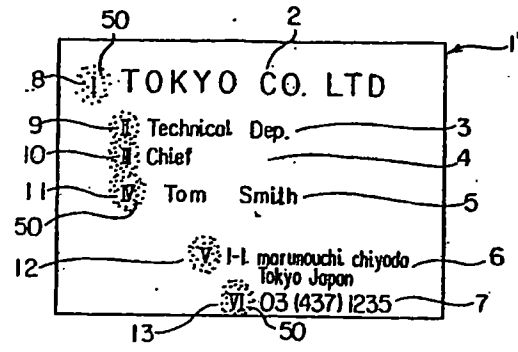 50 2
8 I TOKYO CO. LTD 1'
9 II Technical Dep. 3
10 III Chief 4
11 IV Tom Smith 5
50
12 V 1-1. marunouchi chiyoda 6
Tokyo Japan
13 VI 50 03 (437) 1235 7